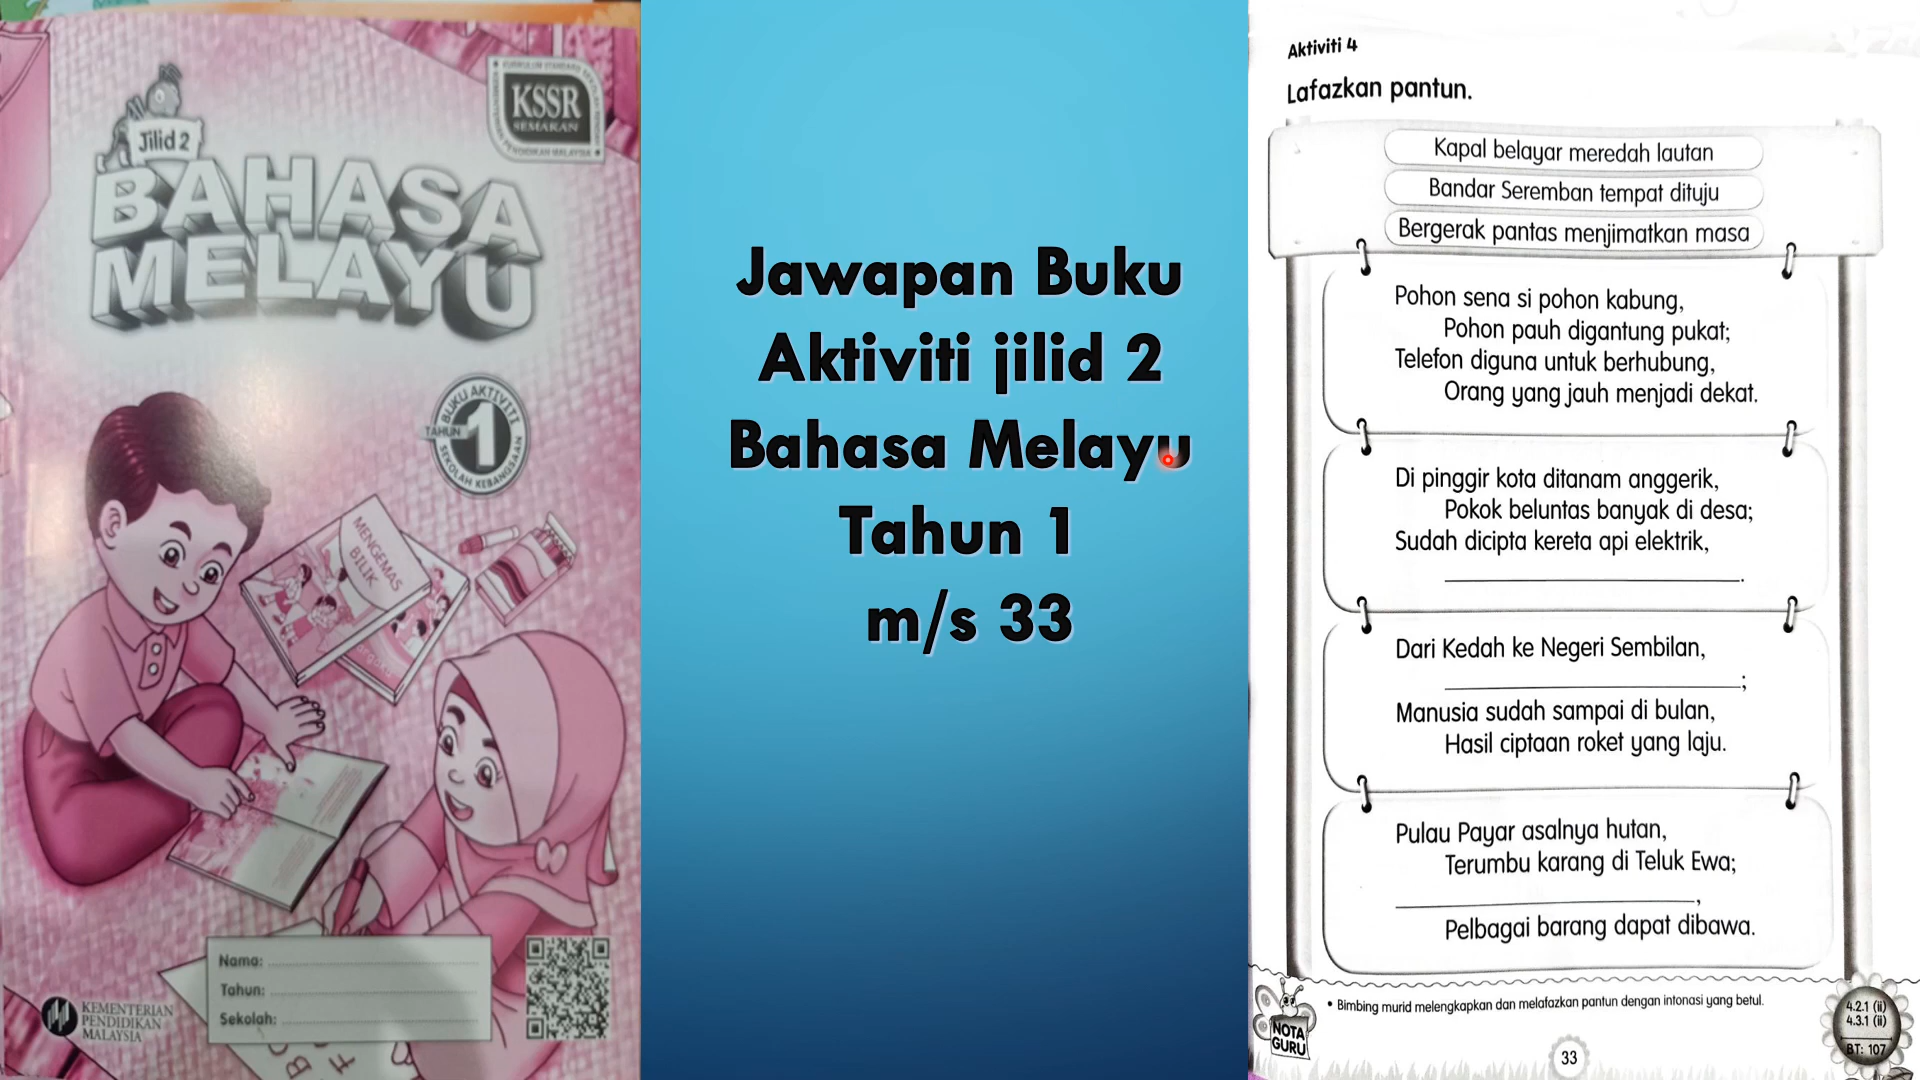 Jilid 2
BAHASA
MELAYU
KSSR
SEMAKAN
BUKU AKTIVITI
TAHUN 1
SEKOLAH KEBANGSAAN
MENGEMAS
BILIK
Nama:
Tahun:
Sekolah:
KEMENTERIAN
PENDIDIKAN
MALAYSIA
Jawapan Buku
Aktiviti jilid 2
Bahasa Melayu
Tahun 1
m/s 33
Aktiviti 4
Lafazkan pantun.
Kapal belayar meredah lautan
Bandar Seremban tempat dituju
Bergerak pantas menjimatkan masa
Pohon sena si pohon kabung,
Pohon pauh digantung pukat;
Telefon diguna untuk berhubung,
Orang yang jauh menjadi dekat.
Di pinggir kota ditanam anggerik,
Pokok beluntas banyak di desa;
Sudah dicipta kereta api elektrik,
.
Dari Kedah ke Negeri Sembilan,
;
Manusia sudah sampai di bulan,
Hasil ciptaan roket yang laju.
Pulau Payar asalnya hutan,
Terumbu karang di Teluk Ewa;
,
Pelbagai barang dapat dibawa.
• Bimbing murid melengkapkan dan melafazkan pantun dengan intonasi yang betul.
NOTA
GURU
33
4.2.1 (ii)
4.3.1 (ii)
BT: 107